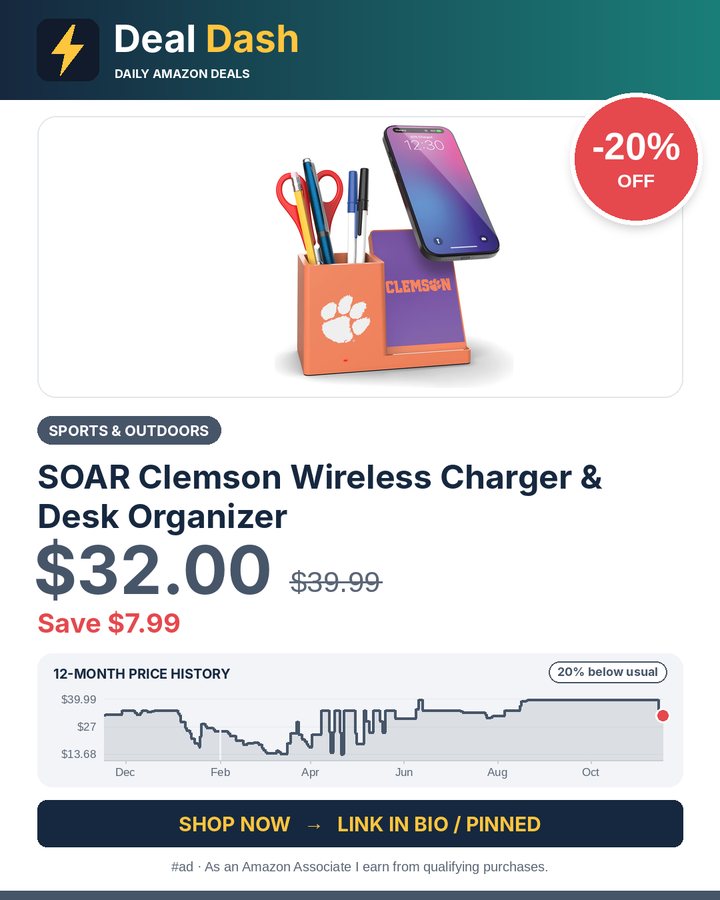 Deal Dash
DAILY AMAZON DEALS
-20%
OFF
12:30
CLEMSON
SPORTS & OUTDOORS
SOAR Clemson Wireless Charger &
Desk Organizer
$32.00 $39.99
Save $7.99
12-MONTH PRICE HISTORY
20% below usual
$39.99
$27
$13.68
Dec Feb Apr Jun Aug Oct
SHOP NOW → LINK IN BIO / PINNED
#ad · As an Amazon Associate I earn from qualifying purchases.